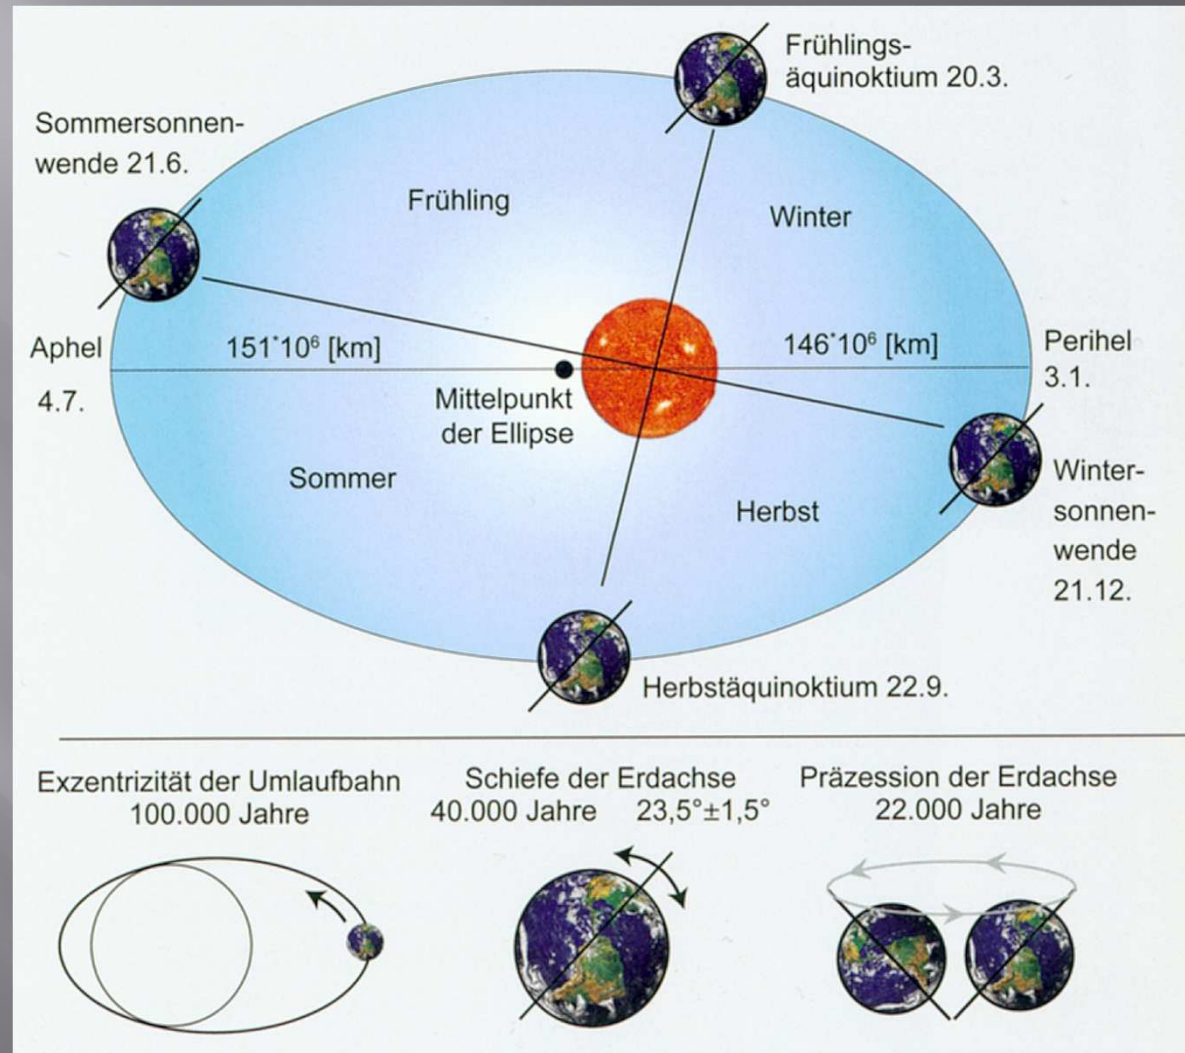 Frühlings-
äquinoktium 20.3.
Sommersonnen-
wende 21.6.
Frühling
Winter
Aphel
4.7.
151*10⁶ [km]
146*10⁶ [km]
Perihel
3.1.
Mittelpunkt
der Ellipse
Sommer
Herbst
Winter-
sonnen-
wende
21.12.
Herbstäquinoktium 22.9.
Exzentrizität der Umlaufbahn
100.000 Jahre
Schiefe der Erdachse
40.000 Jahre 23,5°±1,5°
Präzession der Erdachse
22.000 Jahre